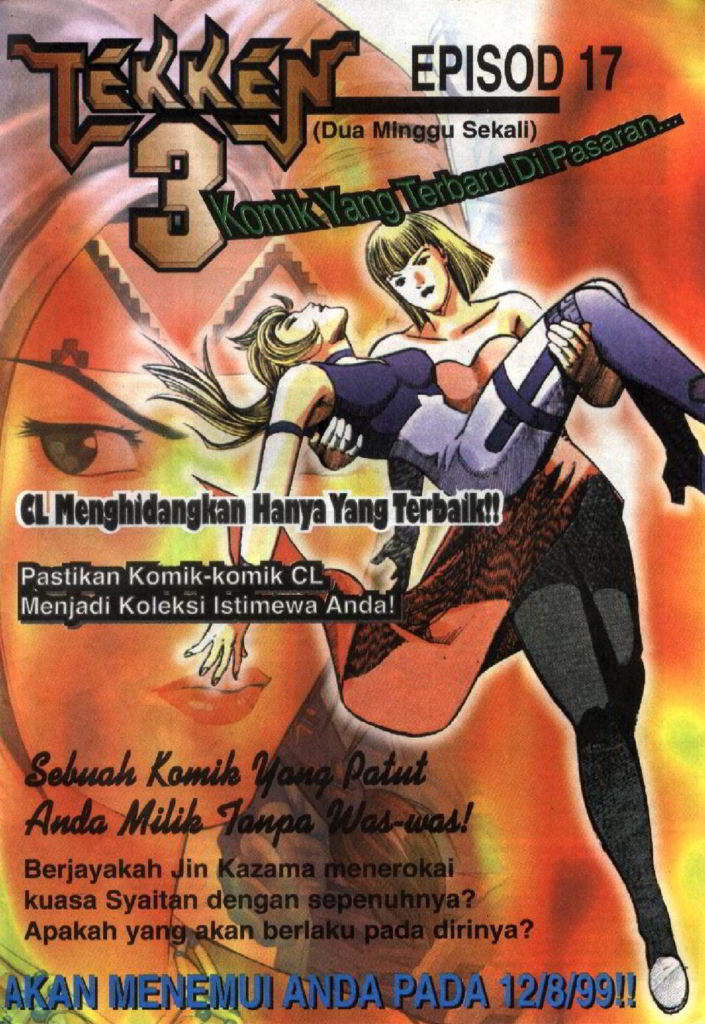 TEKKEN
3
EPISOD 17
(Dua Minggu Sekali)
Komik Yang Terbaru Di Pasaran...
CL Menghidangkan Hanya Yang Terbaik!!
Pastikan Komik-komik CL
Menjadi Koleksi Istimewa Anda!
Sebuah Komik Yang Patut
Anda Milik Tanpa Was-was!
Berjayakah Jin Kazama menerokai
kuasa Syaitan dengan sepenuhnya?
Apakah yang akan berlaku pada dirinya?
AKAN MENEMUI ANDA PADA 12/8/99!!